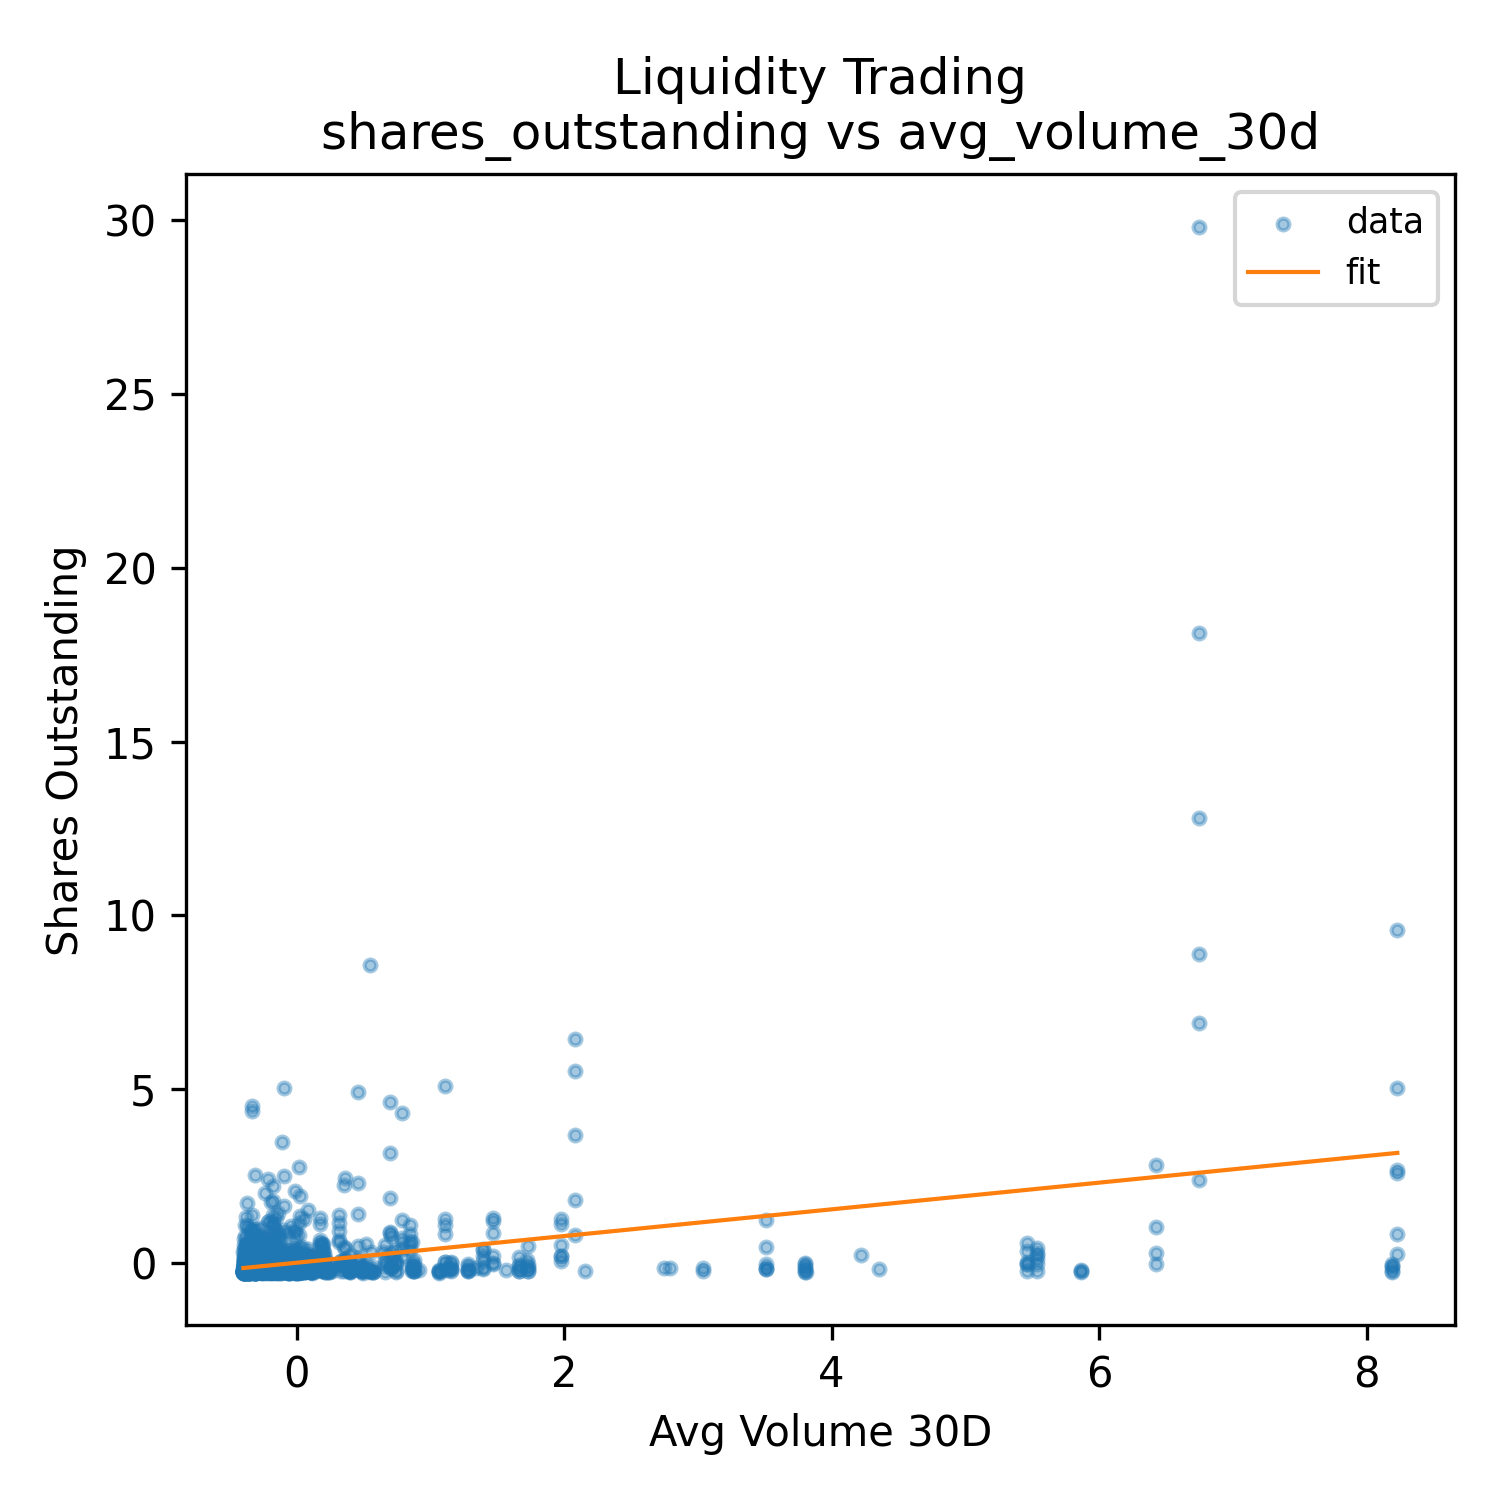 Liquidity Trading
shares_outstanding vs avg_volume_30d
data
fit
30
25
20
15
10
5
0
Shares Outstanding
0 2 4 6 8
Avg Volume 30D